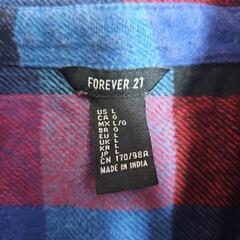 FOREVER 21
US L
CA G
MX L/G
BR G
EU L
UK L
KR L
JP L
CN 170/98A
MADE IN INDIA